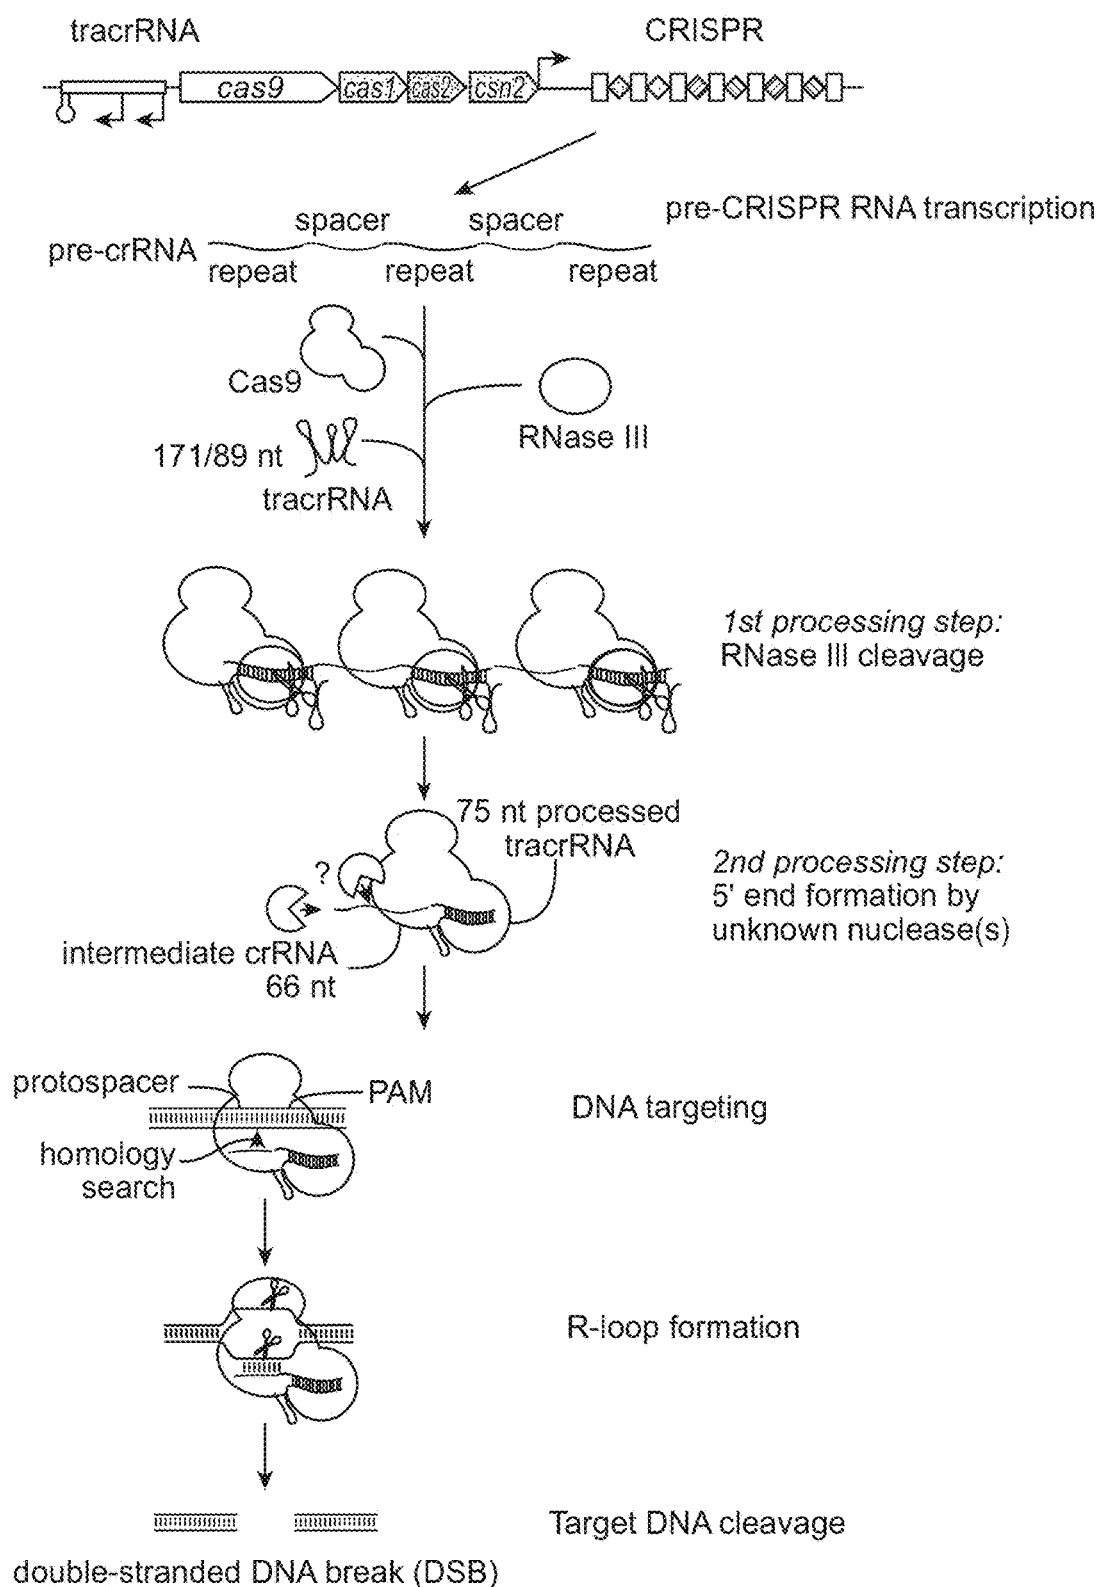 tracrRNA
CRISPR
cas9
cas1
cas2
csn2
pre-CRISPR RNA transcription
spacer
spacer
pre-crRNA
repeat
repeat
repeat
Cas9
RNase III
171/89 nt
tracrRNA
1st processing step:
RNase III cleavage
75 nt processed
tracrRNA
?
2nd processing step:
5' end formation by
unknown nuclease(s)
intermediate crRNA
66 nt
protospacer
PAM
DNA targeting
homology
search
R-loop formation
Target DNA cleavage
double-stranded DNA break (DSB)